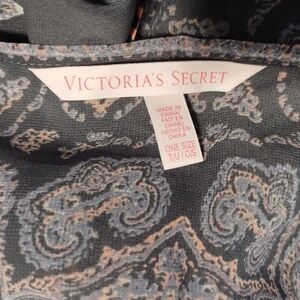 VICTORIA'S SECRET
MADE IN
CHINA/
FAIT EN
CHINE/
HECHO EN
CHINA
ONE SIZE
T/U / O/S